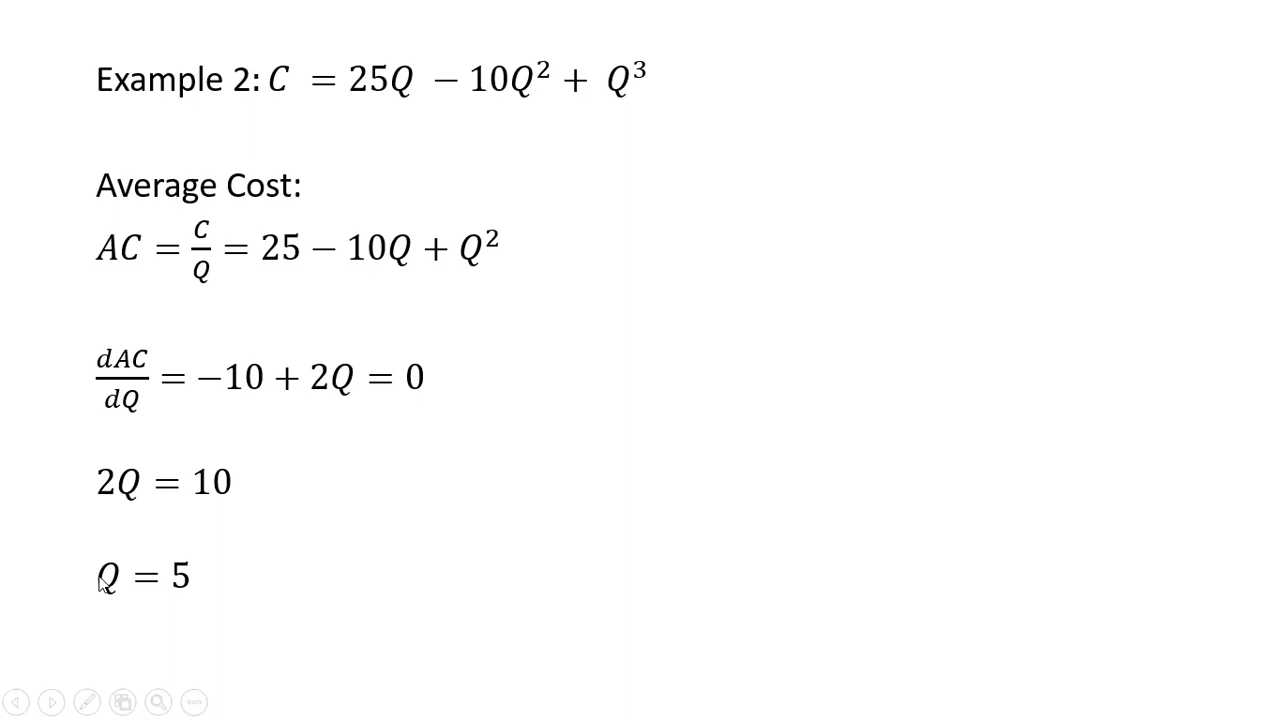 Example 2: C = 25Q − 10Q² + Q³
Average Cost:
AC = C/Q = 25 − 10Q + Q²
dAC/dQ = −10 + 2Q = 0
2Q = 10
Q = 5